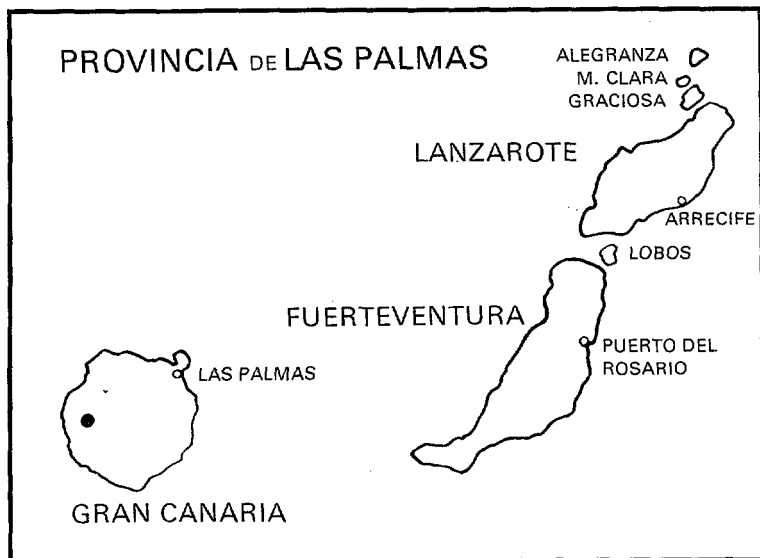 PROVINCIA DE LAS PALMAS
ALEGRANZA
M. CLARA
GRACIOSA
LANZAROTE
ARRECIFE
LOBOS
FUERTEVENTURA
PUERTO DEL
ROSARIO
LAS PALMAS
GRAN CANARIA